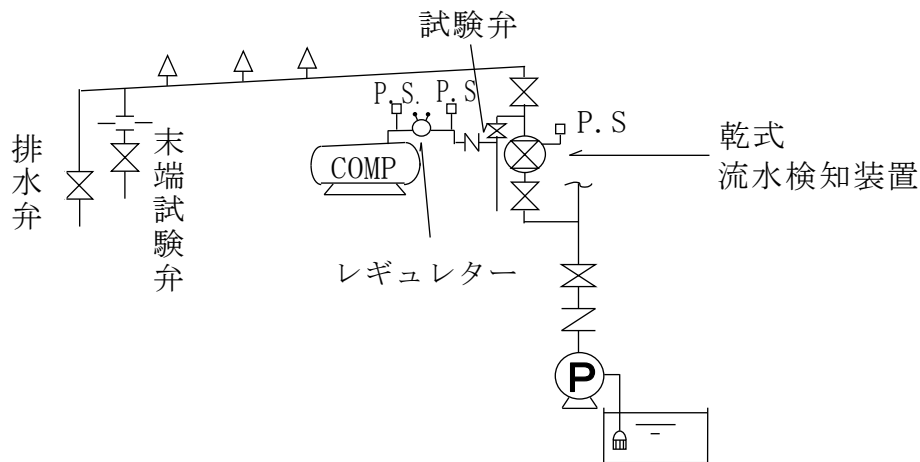 試験弁
P.S.
P.S
P.S
排水弁
末端試験弁
COMP
乾式
流水検知装置
レギュレター
P